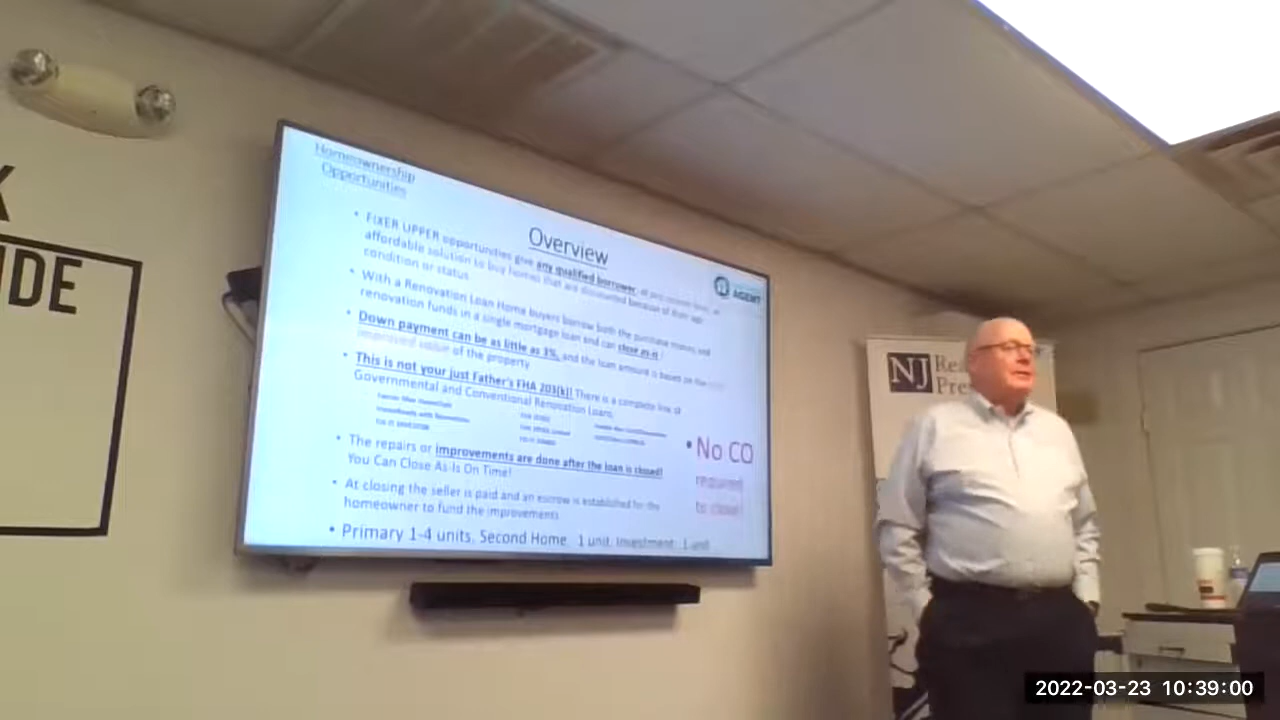 IDE
Homeownership
Opportunities
Overview
AGENT
• FIXER UPPER opportunities give any qualified borrower, at any income level, an
affordable solution to buy homes that are discounted because of their age,
condition or status
• With a Renovation Loan Home buyers borrow both the purchase money and
renovation funds in a single mortgage loan and can close as-is !
• Down payment can be as little as 3%, and the loan amount is based on the
improved value of the property
• This is not your just Father's FHA 203(k)! There is a complete line of
Governmental and Conventional Renovation Loans.
• The repairs or improvements are done after the loan is closed!
You Can Close As-Is On Time!
• At closing the seller is paid and an escrow is established for the
homeowner to fund the improvements
• Primary 1-4 units. Second Home. 1 unit. Investment: 1 unit
• No CO
required
to close!
NJ
2022-03-23 10:39:00